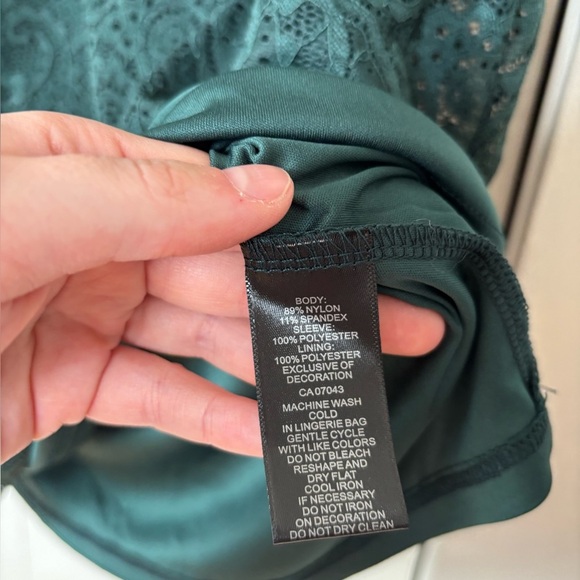 BODY:
89% NYLON
11% SPANDEX
SLEEVE:
100% POLYESTER
LINING:
100% POLYESTER
EXCLUSIVE OF
DECORATION
CA 07043
MACHINE WASH
COLD
IN LINGERIE BAG
GENTLE CYCLE
WITH LIKE COLORS
DO NOT BLEACH
RESHAPE AND
DRY FLAT
COOL IRON
IF NECESSARY
DO NOT IRON
ON DECORATION
DO NOT DRY CLEAN